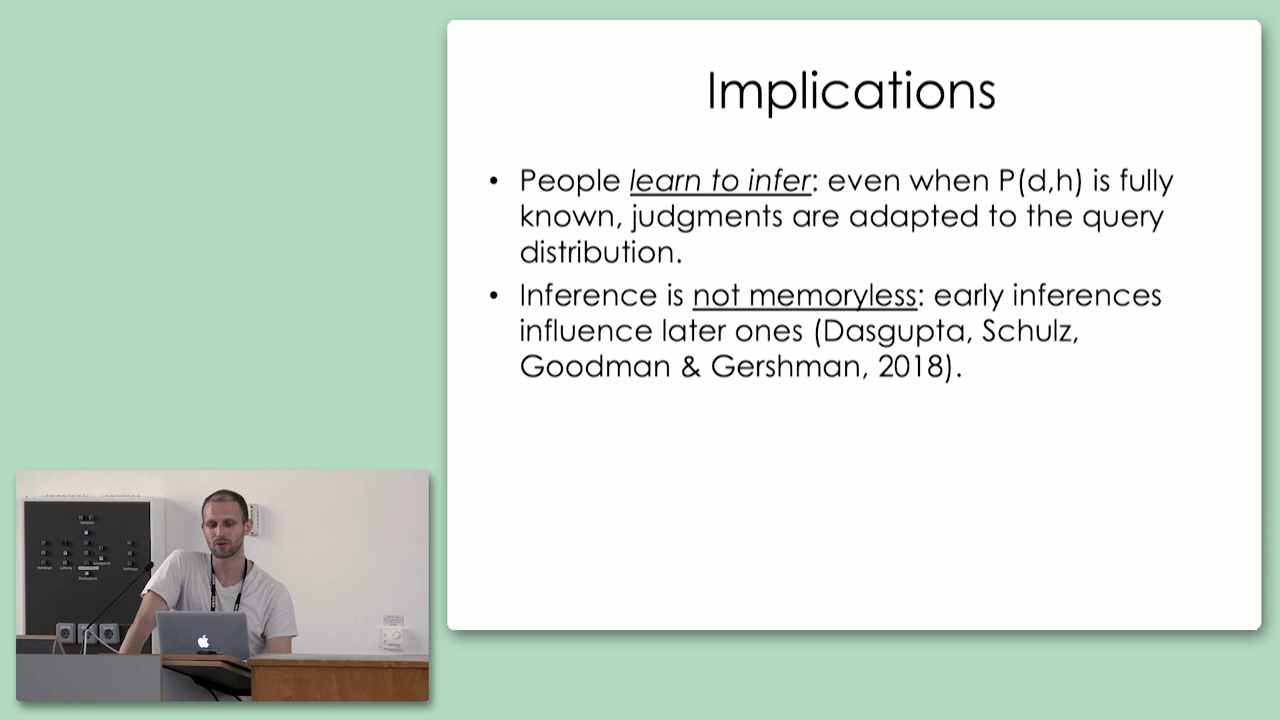 Implications
• People learn to infer: even when P(d,h) is fully
known, judgments are adapted to the query
distribution.
• Inference is not memoryless: early inferences
influence later ones (Dasgupta, Schulz,
Goodman & Gershman, 2018).